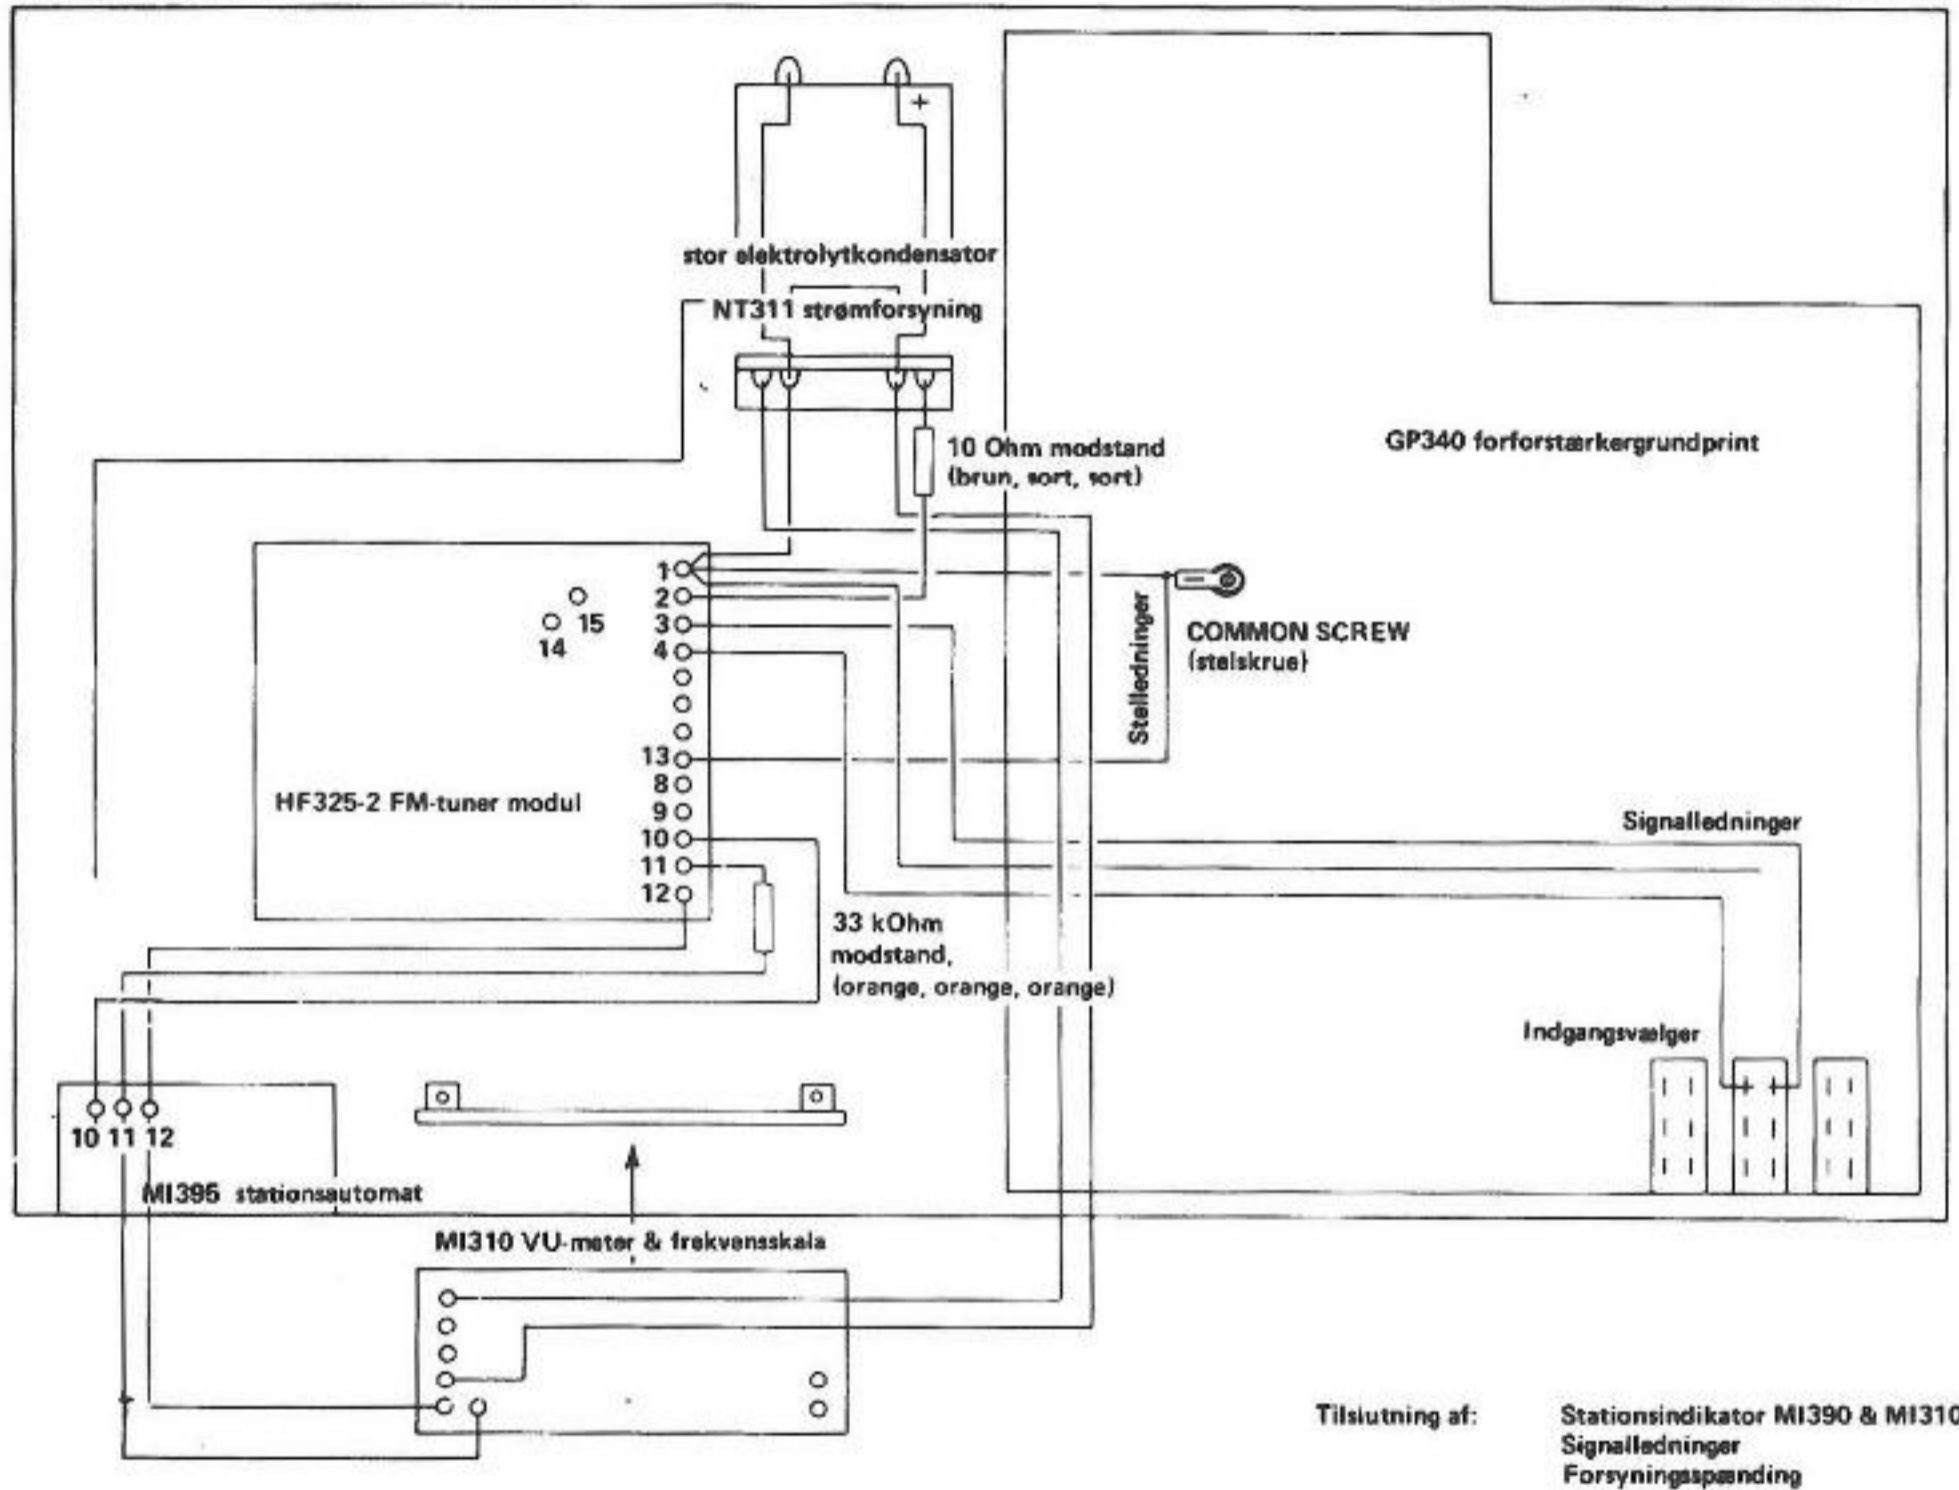 +
stor elektrolytkondensator
NT311 strømforsyning
10 Ohm modstand
(brun, sort, sort)
GP340 forforstærkergrundprint
1
2
3
4
15
14
13
8
9
10
11
12
HF325-2 FM-tuner modul
Stelledninger
COMMON SCREW
(stelskrue)
Signalledninger
33 kOhm
modstand,
(orange, orange, orange)
Indgangsvælger
10 11 12
MI395 stationsautomat
MI310 VU-meter & frekvensskala
Tilslutning af:
Stationsindikator MI390 & MI310
Signalledninger
Forsyningsspænding